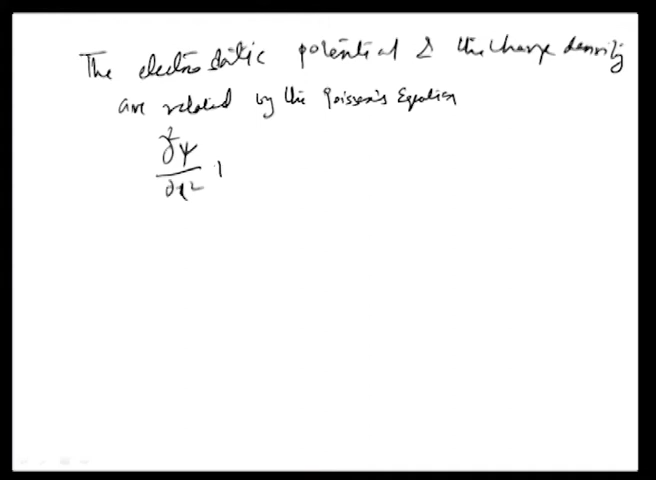 The electrostatic potential & the charge density
are related by the Poisson's Equation
∂²ψ
∂x²